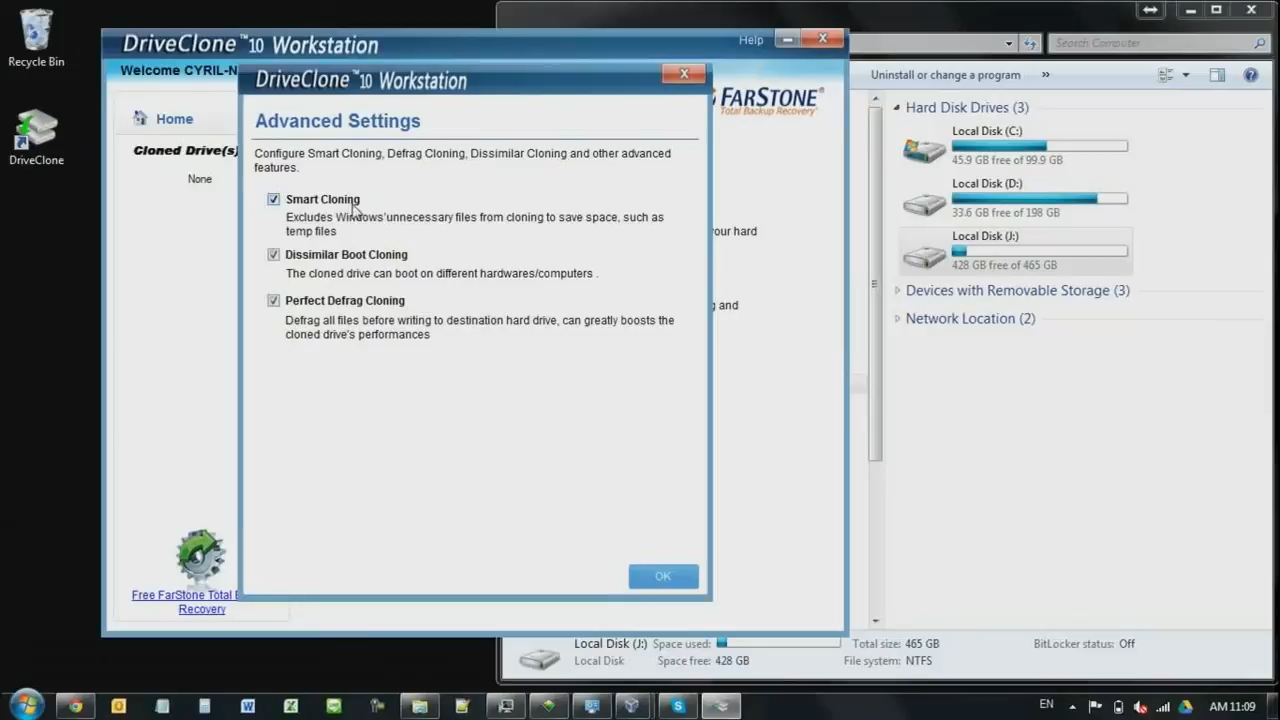 Recycle Bin
DriveClone
DriveClone™10 Workstation
Help
Welcome CYRIL-N
Home
Cloned Drive(s)
None
Free FarStone Total
Recovery
DriveClone™10 Workstation
Advanced Settings
Configure Smart Cloning, Defrag Cloning, Dissimilar Cloning and other advanced
features.
Smart Cloning
Excludes Windows'unnecessary files from cloning to save space, such as
temp files
Dissimilar Boot Cloning
The cloned drive can boot on different hardwares/computers .
Perfect Defrag Cloning
Defrag all files before writing to destination hard drive, can greatly boosts the
cloned drive's performances
OK
FARSTONE®
Total Backup Recovery
our hard
g and
Search Computer
Uninstall or change a program
»
Hard Disk Drives (3)
Local Disk (C:)
45.9 GB free of 99.9 GB
Local Disk (D:)
33.6 GB free of 198 GB
Local Disk (J:)
428 GB free of 465 GB
Devices with Removable Storage (3)
Network Location (2)
Local Disk (J:) Space used: Total size: 465 GB BitLocker status: Off
Local Disk Space free: 428 GB File system: NTFS
EN
AM 11:09